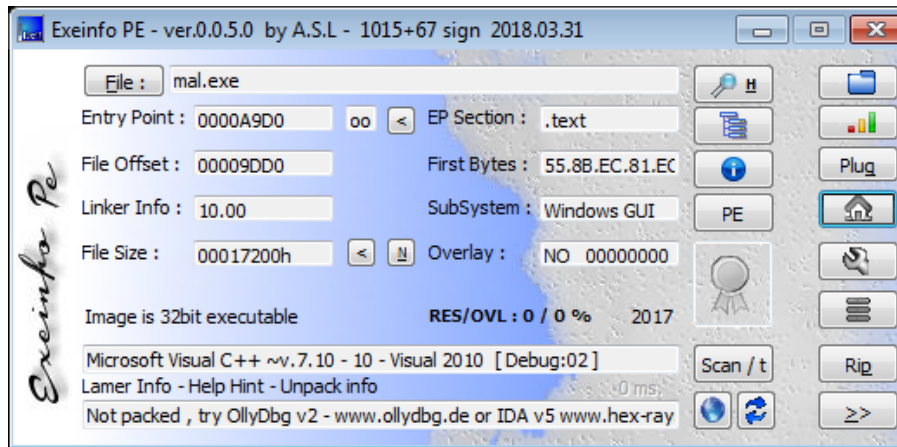 Exeinfo PE - ver.0.0.5.0 by A.S.L - 1015+67 sign 2018.03.31
File : mal.exe H
Entry Point : 0000A9D0 oo < EP Section : .text
File Offset : 00009DD0 First Bytes : 55.8B.EC.81.EC Plug
Linker Info : 10.00 SubSystem : Windows GUI PE
File Size : 00017200h < N Overlay : NO 00000000
Image is 32bit executable RES/OVL : 0 / 0 % 2017
Microsoft Visual C++ ~v.7.10 - 10 - Visual 2010 [ Debug:02 ] Scan / t Rip
Lamer Info - Help Hint - Unpack info 0 ms.
Not packed , try OllyDbg v2 - www.ollydbg.de or IDA v5 www.hex-ray >>
Exeinfo Pe